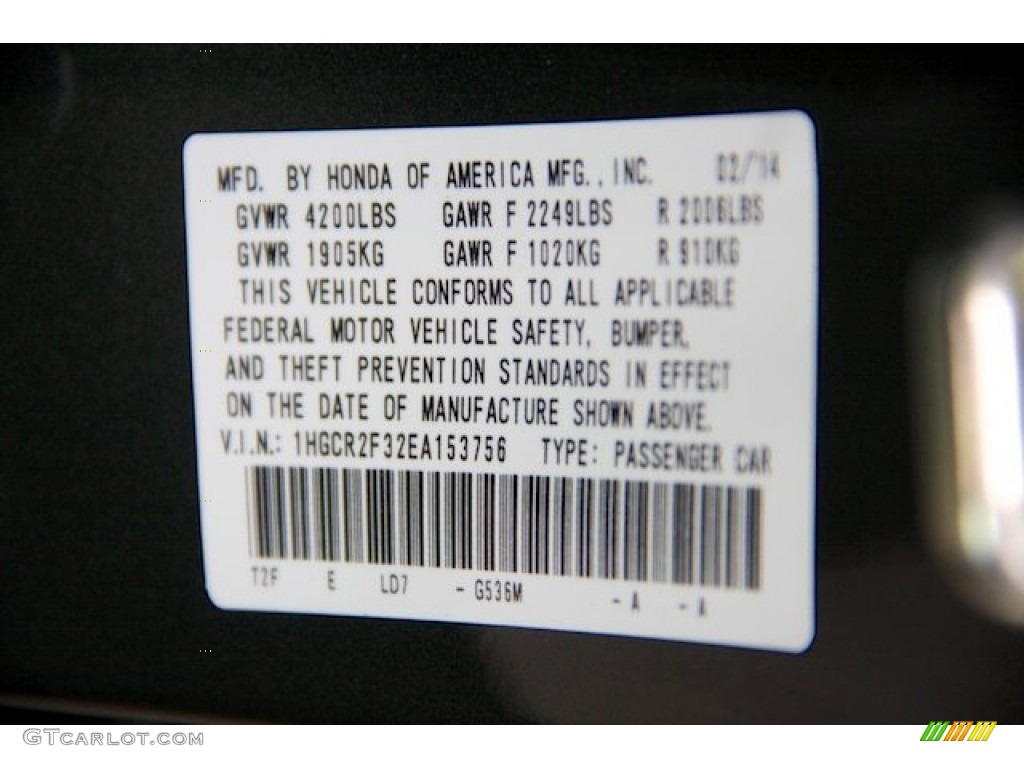 MFD. BY HONDA OF AMERICA MFG., INC. 02/14
GVWR 4200LBS GAWR F 2249LBS R 2006LBS
GVWR 1905KG GAWR F 1020KG R 910KG
THIS VEHICLE CONFORMS TO ALL APPLICABLE
FEDERAL MOTOR VEHICLE SAFETY, BUMPER,
AND THEFT PREVENTION STANDARDS IN EFFECT
ON THE DATE OF MANUFACTURE SHOWN ABOVE.
V.I.N.: 1HGCR2F32EA153756 TYPE: PASSENGER CAR
T2F E LD7 - G536M - A - A
GTCARLOT.COM